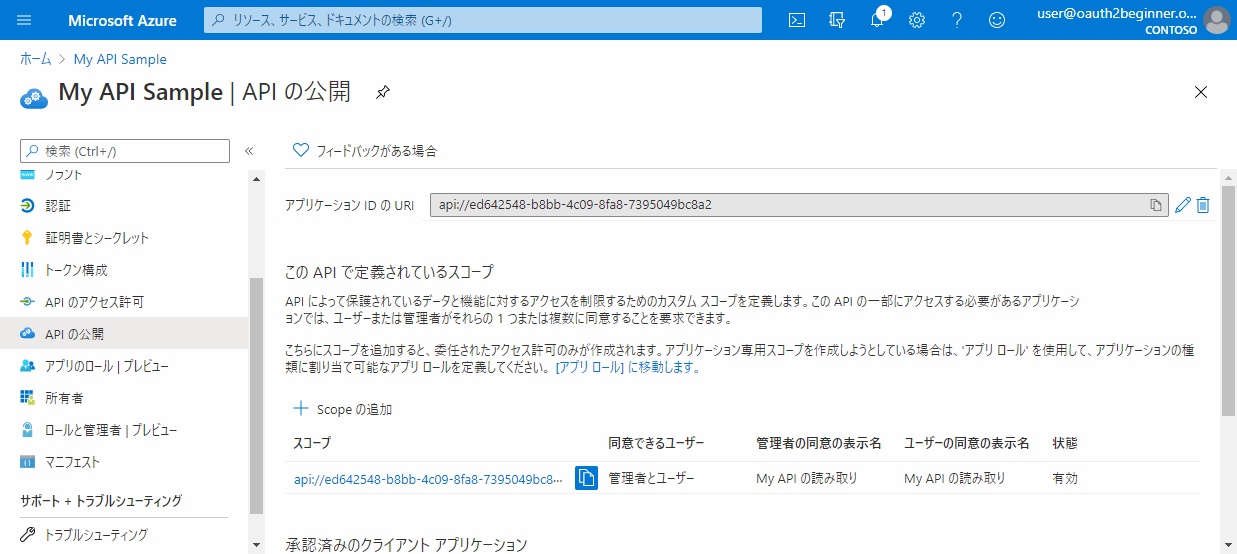 Microsoft Azure
リソース、サービス、ドキュメントの検索 (G+/)
1
user@oauth2beginner.o...
CONTOSO
ホーム > My API Sample
My API Sample | API の公開
検索 (Ctrl+/)
«
フィードバックがある場合
認証
証明書とシークレット
トークン構成
API のアクセス許可
API の公開
アプリのロール | プレビュー
所有者
ロールと管理者 | プレビュー
マニフェスト
サポート + トラブルシューティング
トラブルシューティング
アプリケーション ID の URI
api://ed642548-b8bb-4c09-8fa8-7395049bc8a2
この API で定義されているスコープ
API によって保護されているデータと機能に対するアクセスを制限するためのカスタム スコープを定義します。この API の一部にアクセスする必要があるアプリケーシ
ョンでは、ユーザーまたは管理者がそれらの 1 つまたは複数に同意することを要求できます。
こちらにスコープを追加すると、委任されたアクセス許可のみが作成されます。アプリケーション専用スコープを作成しようとしている場合は、'アプリ ロール' を使用して、アプリケーションの種
類に割り当て可能なアプリ ロールを定義してください。 [アプリ ロール] に移動します。
Scope の追加
スコープ 同意できるユーザー 管理者の同意の表示名 ユーザーの同意の表示名 状態
api://ed642548-b8bb-4c09-8fa8-7395049bc8... 管理者とユーザー My API の読み取り My API の読み取り 有効
承認済みのクライアント アプリケーション